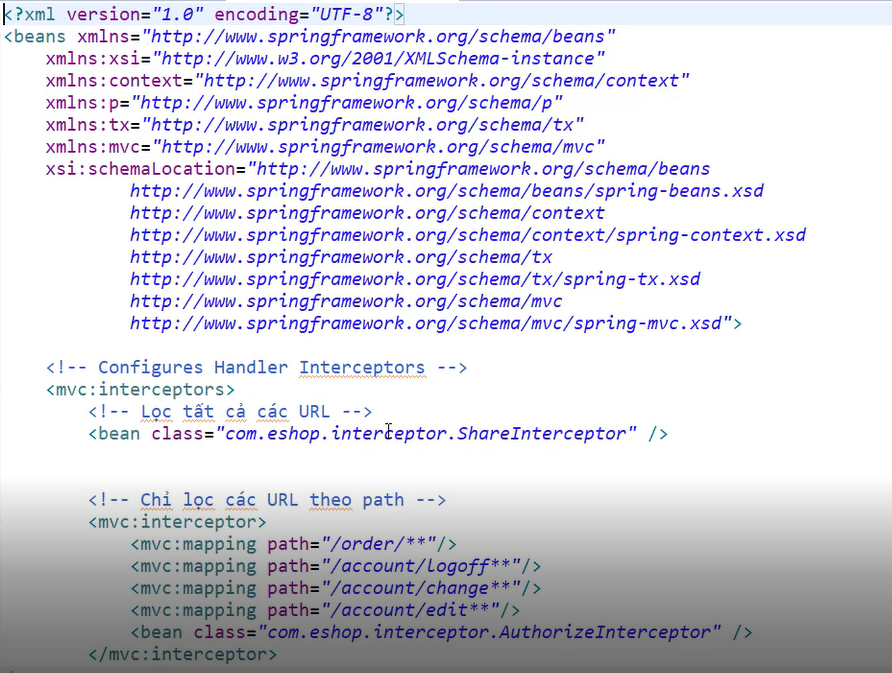 <?xml version="1.0" encoding="UTF-8"?>
<beans xmlns="http://www.springframework.org/schema/beans"
    xmlns:xsi="http://www.w3.org/2001/XMLSchema-instance"
    xmlns:context="http://www.springframework.org/schema/context"
    xmlns:p="http://www.springframework.org/schema/p"
    xmlns:tx="http://www.springframework.org/schema/tx"
    xmlns:mvc="http://www.springframework.org/schema/mvc"
    xsi:schemaLocation="http://www.springframework.org/schema/beans
            http://www.springframework.org/schema/beans/spring-beans.xsd
            http://www.springframework.org/schema/context
            http://www.springframework.org/schema/context/spring-context.xsd
            http://www.springframework.org/schema/tx
            http://www.springframework.org/schema/tx/spring-tx.xsd
            http://www.springframework.org/schema/mvc
            http://www.springframework.org/schema/mvc/spring-mvc.xsd">
    <!-- Configures Handler Interceptors -->
    <mvc:interceptors>
        <!-- Lọc tất cả các URL -->
        <bean class="com.eshop.interceptor.ShareInterceptor" />
        <!-- Chỉ lọc các URL theo path -->
        <mvc:interceptor>
            <mvc:mapping path="/order/**"/>
            <mvc:mapping path="/account/logoff**"/>
            <mvc:mapping path="/account/change**"/>
            <mvc:mapping path="/account/edit**"/>
            <bean class="com.eshop.interceptor.AuthorizeInterceptor" />
        </mvc:interceptor>